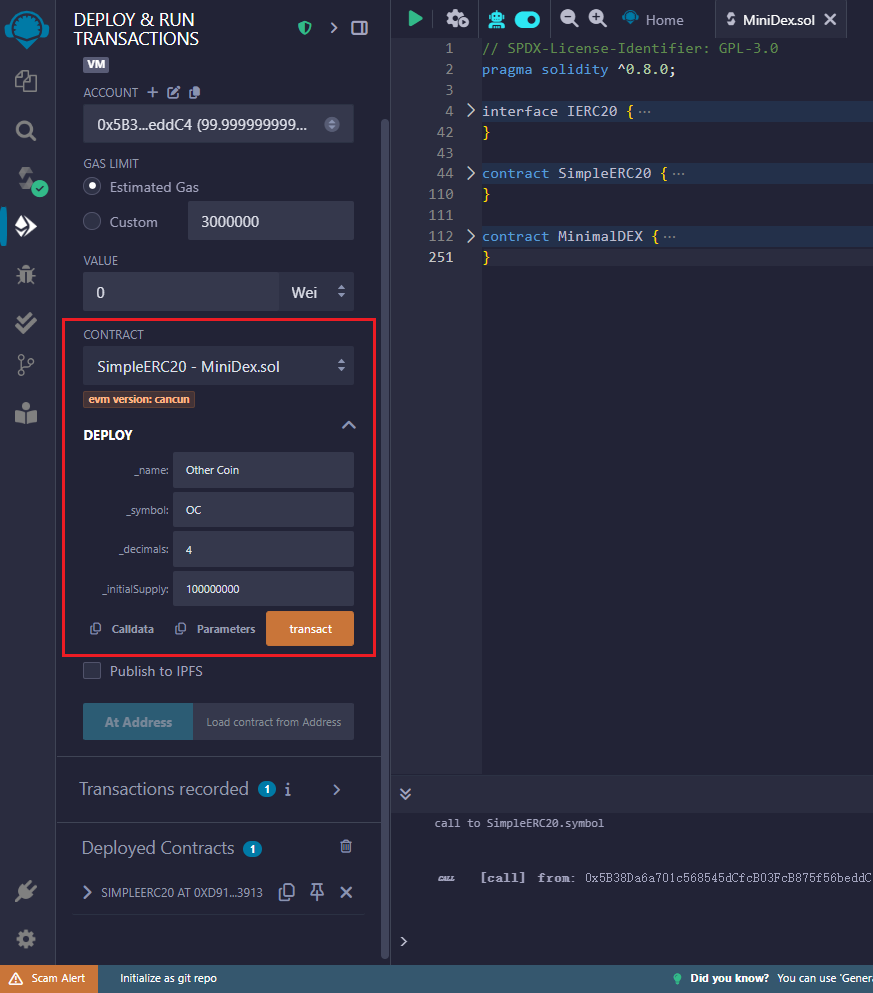 DEPLOY & RUN
TRANSACTIONS
VM
ACCOUNT
0x5B3...eddC4 (99.999999999...
GAS LIMIT
Estimated Gas
Custom 3000000
VALUE
0 Wei
CONTRACT
SimpleERC20 - MiniDex.sol
evm version: cancun
DEPLOY
_name: Other Coin
_symbol: OC
_decimals: 4
_initialSupply: 100000000
Calldata Parameters transact
Publish to IPFS
At Address Load contract from Address
Transactions recorded 1 i
Deployed Contracts 1
SIMPLEERC20 AT 0XD91...3913
Home MiniDex.sol
1 // SPDX-License-Identifier: GPL-3.0
2 pragma solidity ^0.8.0;
3
4 interface IERC20 { ...
42 }
43
44 contract SimpleERC20 { ...
110 }
111
112 contract MinimalDEX { ...
251 }
call to SimpleERC20.symbol
CALL [call] from: 0x5B38Da6a701c568545dCfcB03FcB875f56beddC
>
Scam Alert Initialize as git repo Did you know? You can use 'Genera